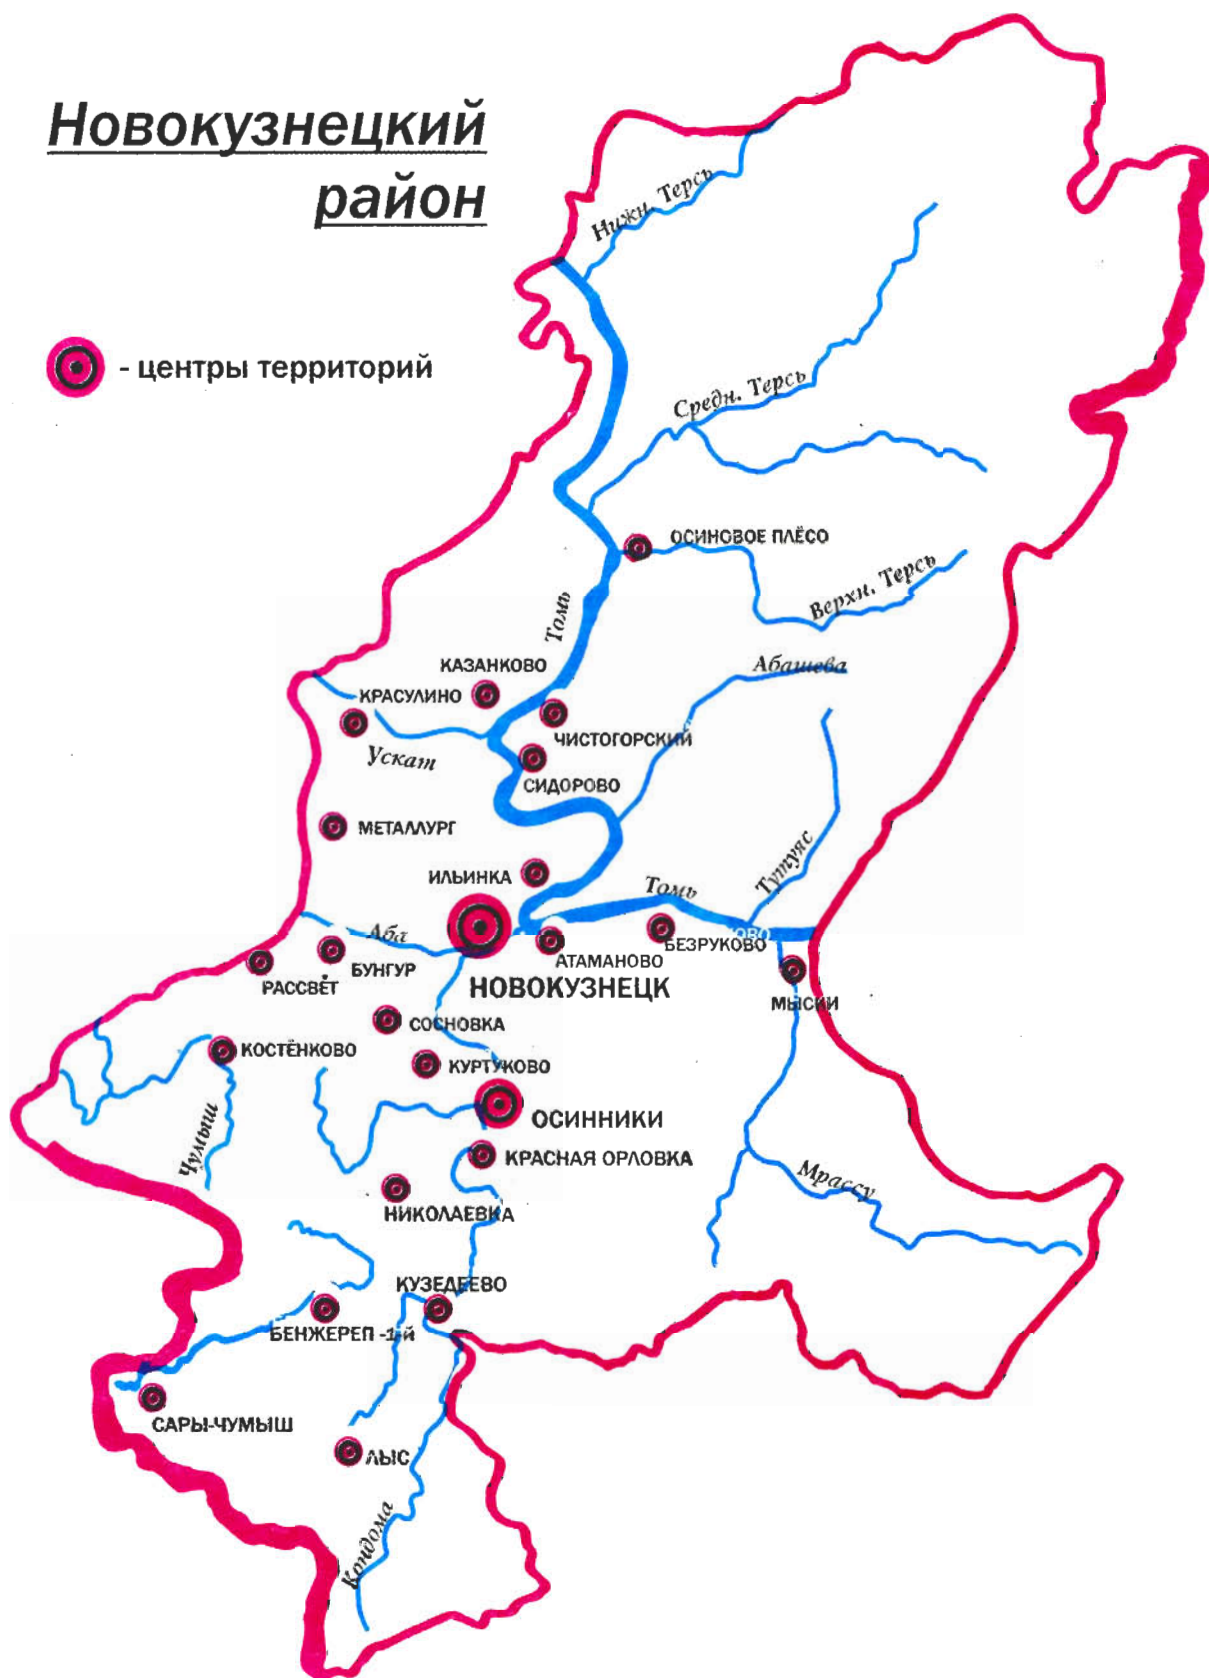 Новокузнецкий
район
- центры территорий
Нижн. Терсь
Средн. Терсь
ОСИНОВОЕ ПЛЁСО
Верхн. Терсь
Томь
Абашева
КАЗАНКОВО
КРАСУЛИНО
ЧИСТОГОРСКИЙ
Ускат
СИДОРОВО
МЕТАЛЛУРГ
Тутуяс
ИЛЬИНКА
Томь
Аба
БЕЗРУКОВО
АТАМАНОВО
БУНГУР
РАССВЕТ
НОВОКУЗНЕЦК
МЫСКИ
СОСНОВКА
КОСТЁНКОВО
КУРТУКОВО
ОСИННИКИ
Чумыш
КРАСНАЯ ОРЛОВКА
Мрассу
НИКОЛАЕВКА
КУЗЕДЕЕВО
БЕНЖЕРЕП -1-й
САРЫ-ЧУМЫШ
ЛЫС
Кондома